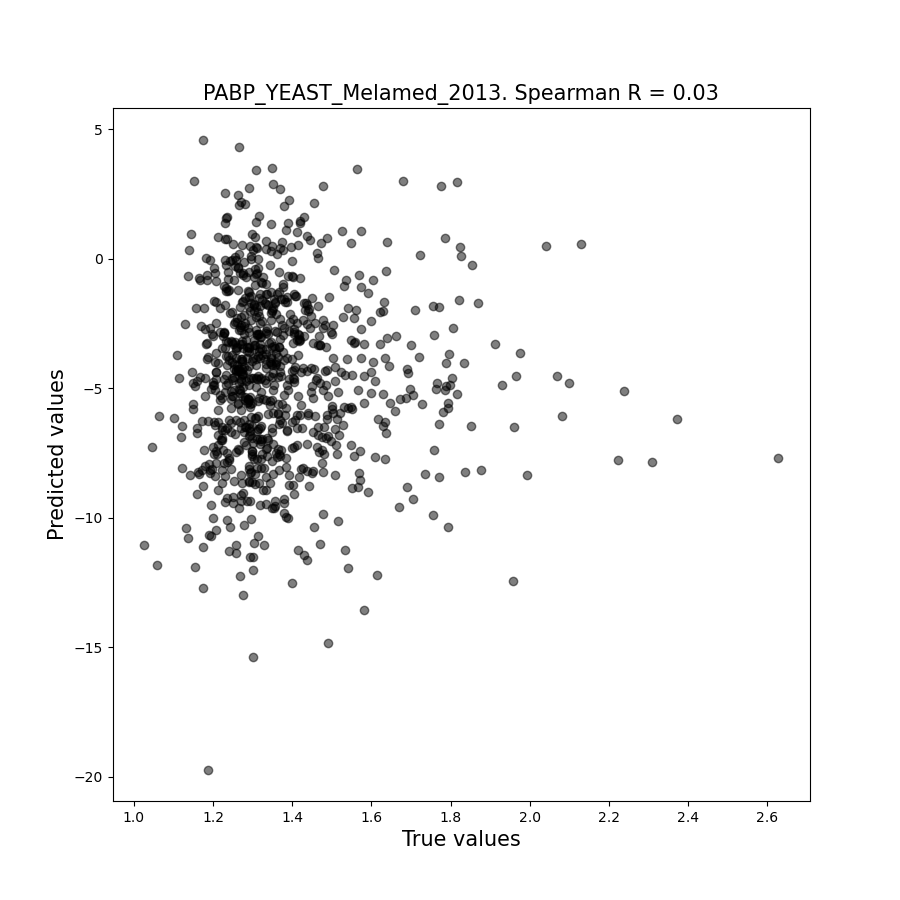 PABP_YEAST_Melamed_2013. Spearman R = 0.03
5
0
−5
−10
−15
−20
Predicted values
1.0 1.2 1.4 1.6 1.8 2.0 2.2 2.4 2.6
True values